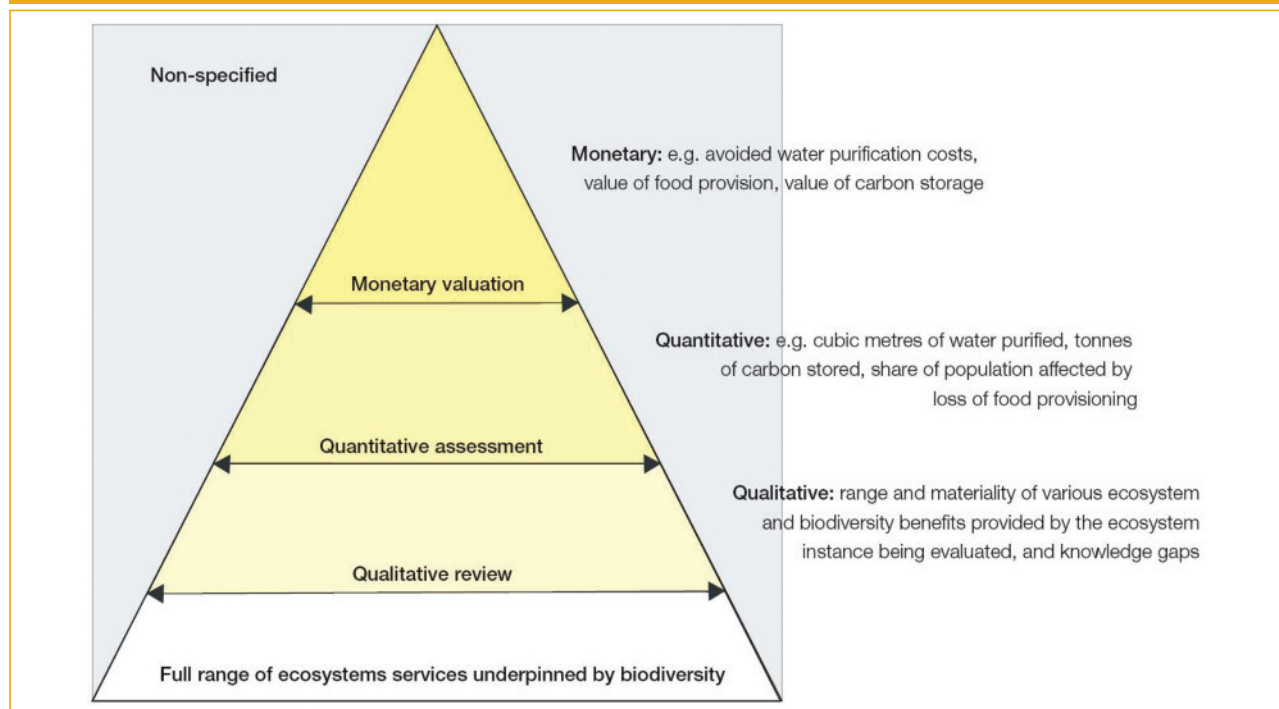 Non-specified
Monetary: e.g. avoided water purification costs,
value of food provision, value of carbon storage
Monetary valuation
Quantitative: e.g. cubic metres of water purified, tonnes
of carbon stored, share of population affected by
loss of food provisioning
Quantitative assessment
Qualitative: range and materiality of various ecosystem
and biodiversity benefits provided by the ecosystem
instance being evaluated, and knowledge gaps
Qualitative review
Full range of ecosystems services underpinned by biodiversity